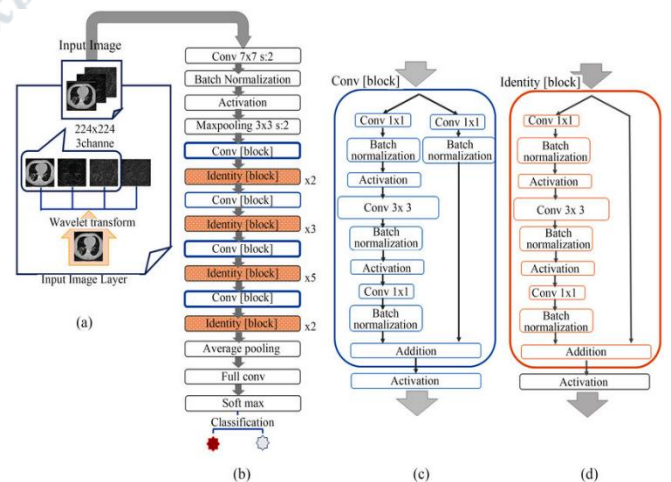 Input Image
224x224
3channe
Wavelet transform
Input Image Layer
(a)
Conv 7x7 s:2
Batch Normalization
Activation
Maxpooling 3x3 s:2
Conv [block]
Identity [block] x2
Conv [block]
Identity [block] x3
Conv [block]
Identity [block] x5
Conv [block]
Identity [block] x2
Average pooling
Full conv
Soft max
Classification
(b)
Conv [block]
Conv 1x1 Conv 1x1
Batch normalization Batch normalization
Activation
Conv 3x 3
Batch normalization
Activation
Conv 1x1
Batch normalization
Addition
Activation
(c)
Identity [block]
Conv 1x1
Batch normalization
Activation
Conv 3x 3
Batch normalization
Activation
Conv 1x1
Batch normalization
Addition
Activation
(d)